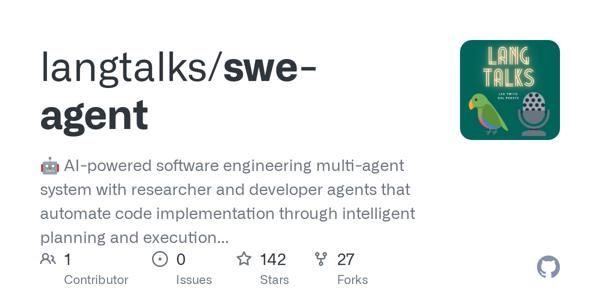 langtalks/swe-
agent
🤖 AI-powered software engineering multi-agent
system with researcher and developer agents that
automate code implementation through intelligent
planning and execution...
1
Contributor
0
Issues
142
Stars
27
Forks
LANG
TALKS